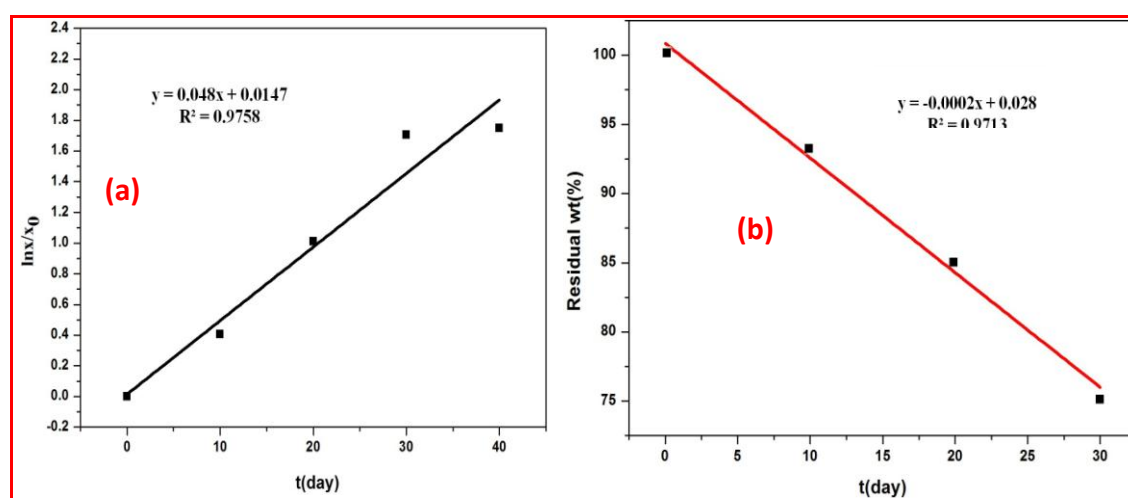 2.4
2.2
2.0
1.8
1.6
1.4
1.2
1.0
0.8
0.6
0.4
0.2
0.0
-0.2
lnx/x0
y = 0.048x + 0.0147
R² = 0.9758
(a)
0 10 20 30 40
t(day)
100
95
90
85
80
75
Residual wt(%)
y = -0.0002x + 0.028
R² = 0.9713
(b)
0 5 10 15 20 25 30
t(day)